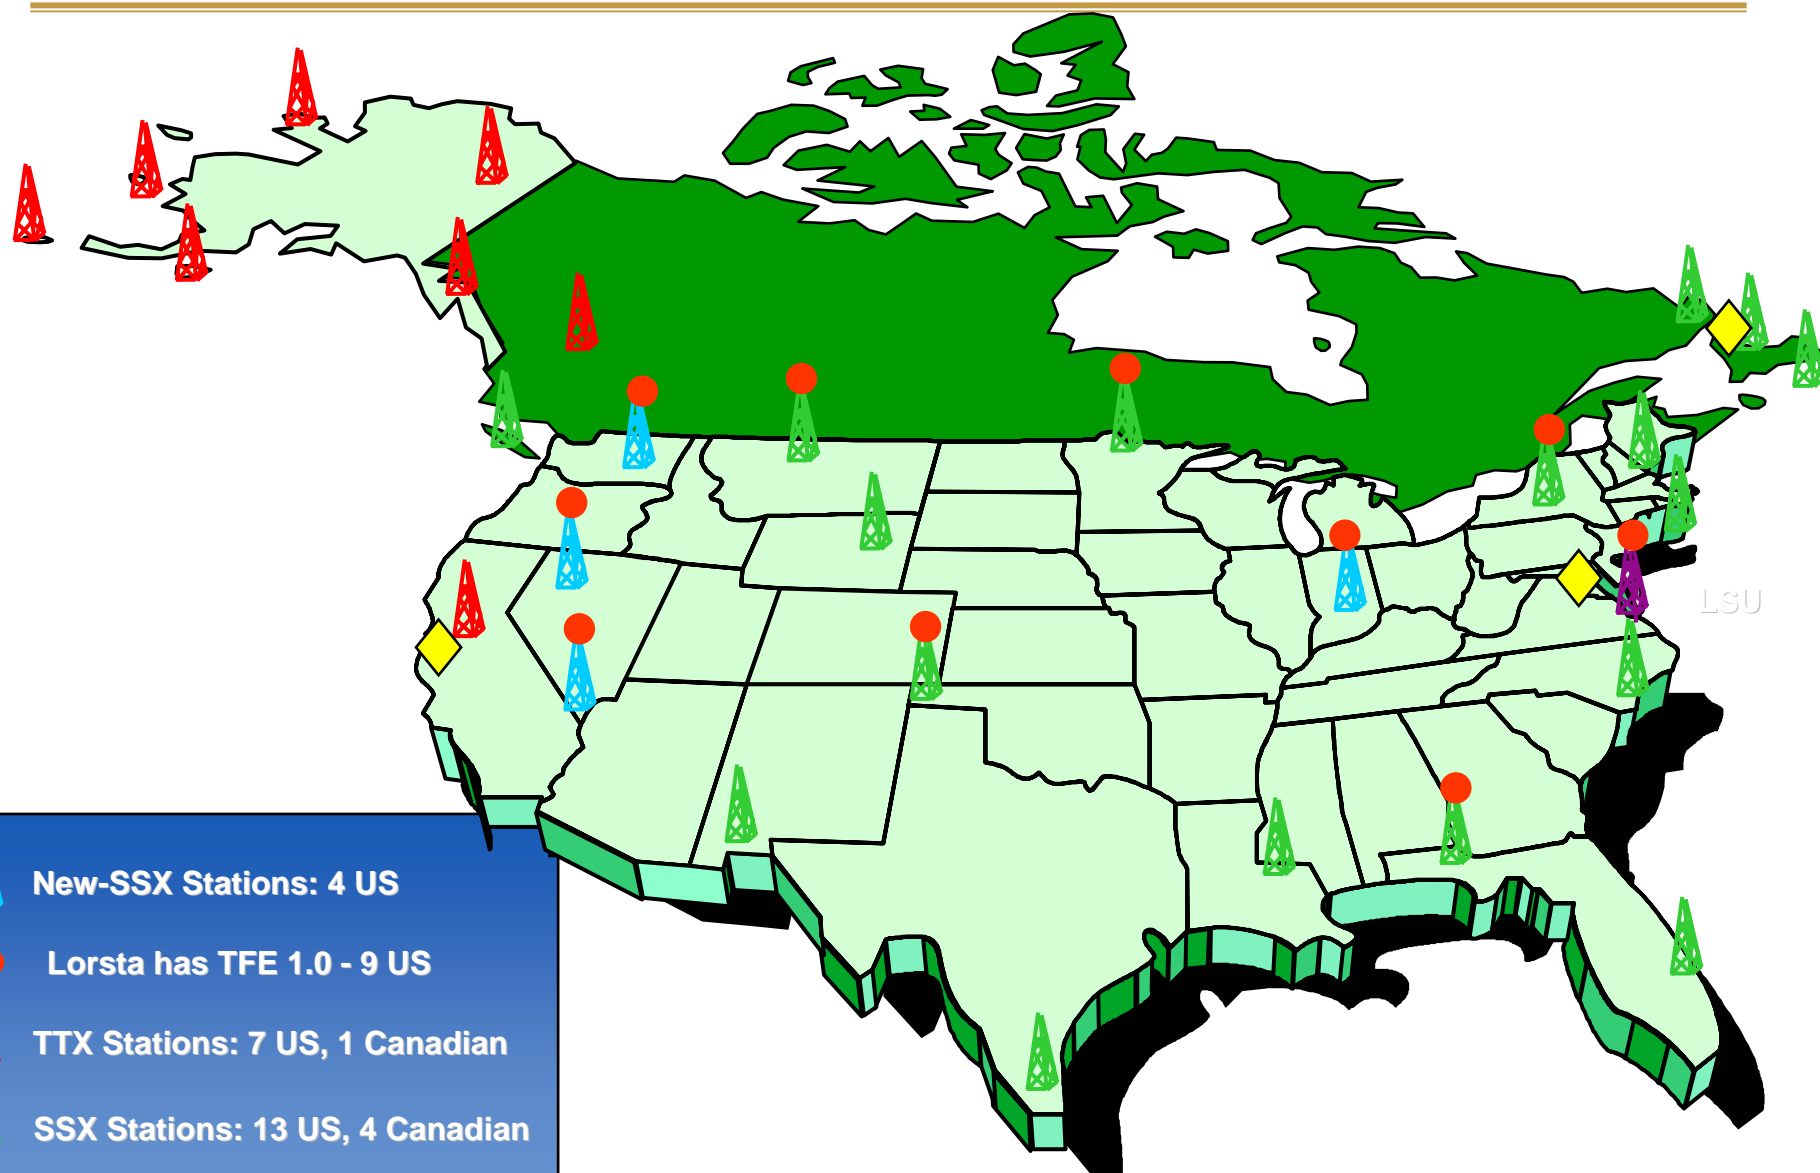 LSU
New-SSX Stations: 4 US
Lorsta has TFE 1.0 - 9 US
TTX Stations: 7 US, 1 Canadian
SSX Stations: 13 US, 4 Canadian